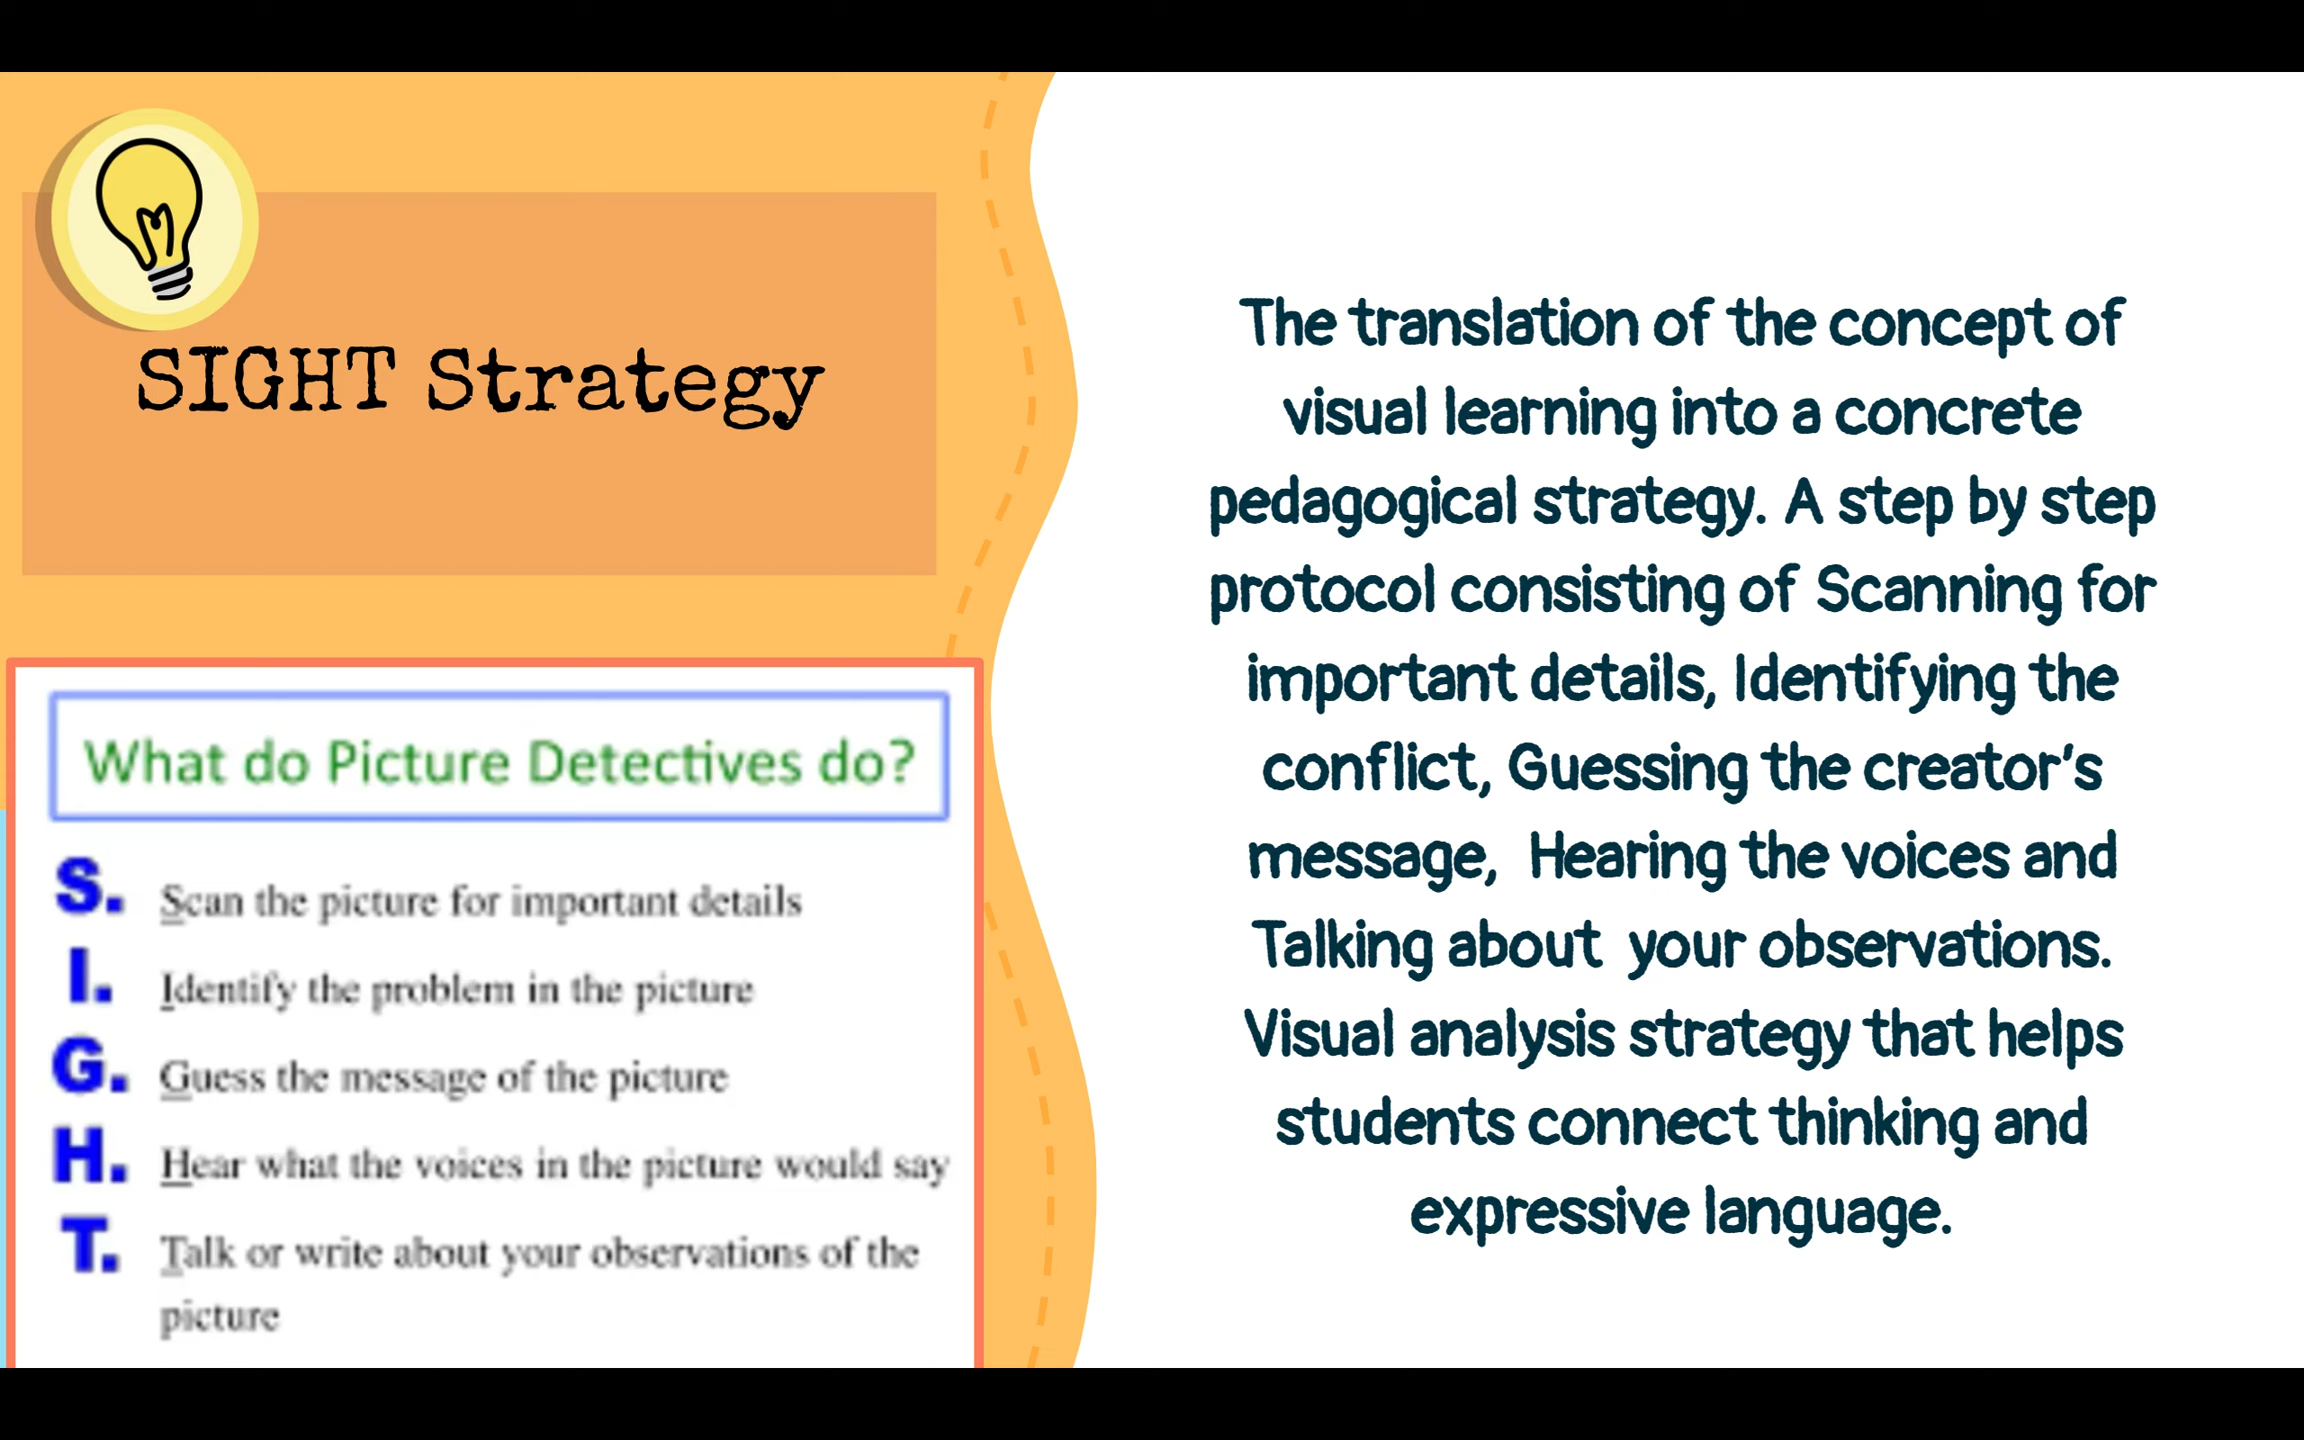 SIGHT Strategy
What do Picture Detectives do?
S. Scan the picture for important details
I. Identify the problem in the picture
G. Guess the message of the picture
H. Hear what the voices in the picture would say
T. Talk or write about your observations of the
picture
The translation of the concept of
visual learning into a concrete
pedagogical strategy. A step by step
protocol consisting of Scanning for
important details, Identifying the
conflict, Guessing the creator's
message, Hearing the voices and
Talking about your observations.
Visual analysis strategy that helps
students connect thinking and
expressive language.